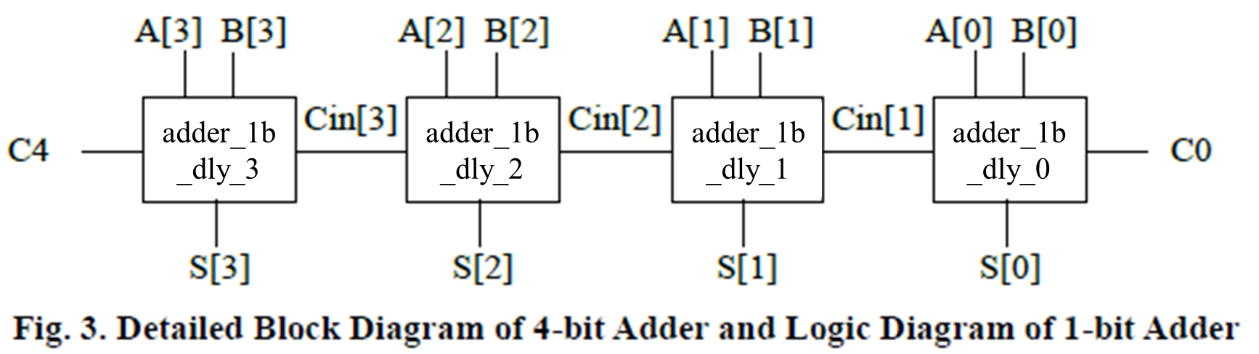 A[3] B[3] A[2] B[2] A[1] B[1] A[0] B[0]
C4 adder_1b _dly_3 Cin[3] adder_1b _dly_2 Cin[2] adder_1b _dly_1 Cin[1] adder_1b _dly_0 C0
S[3] S[2] S[1] S[0]
Fig. 3. Detailed Block Diagram of 4-bit Adder and Logic Diagram of 1-bit Adder